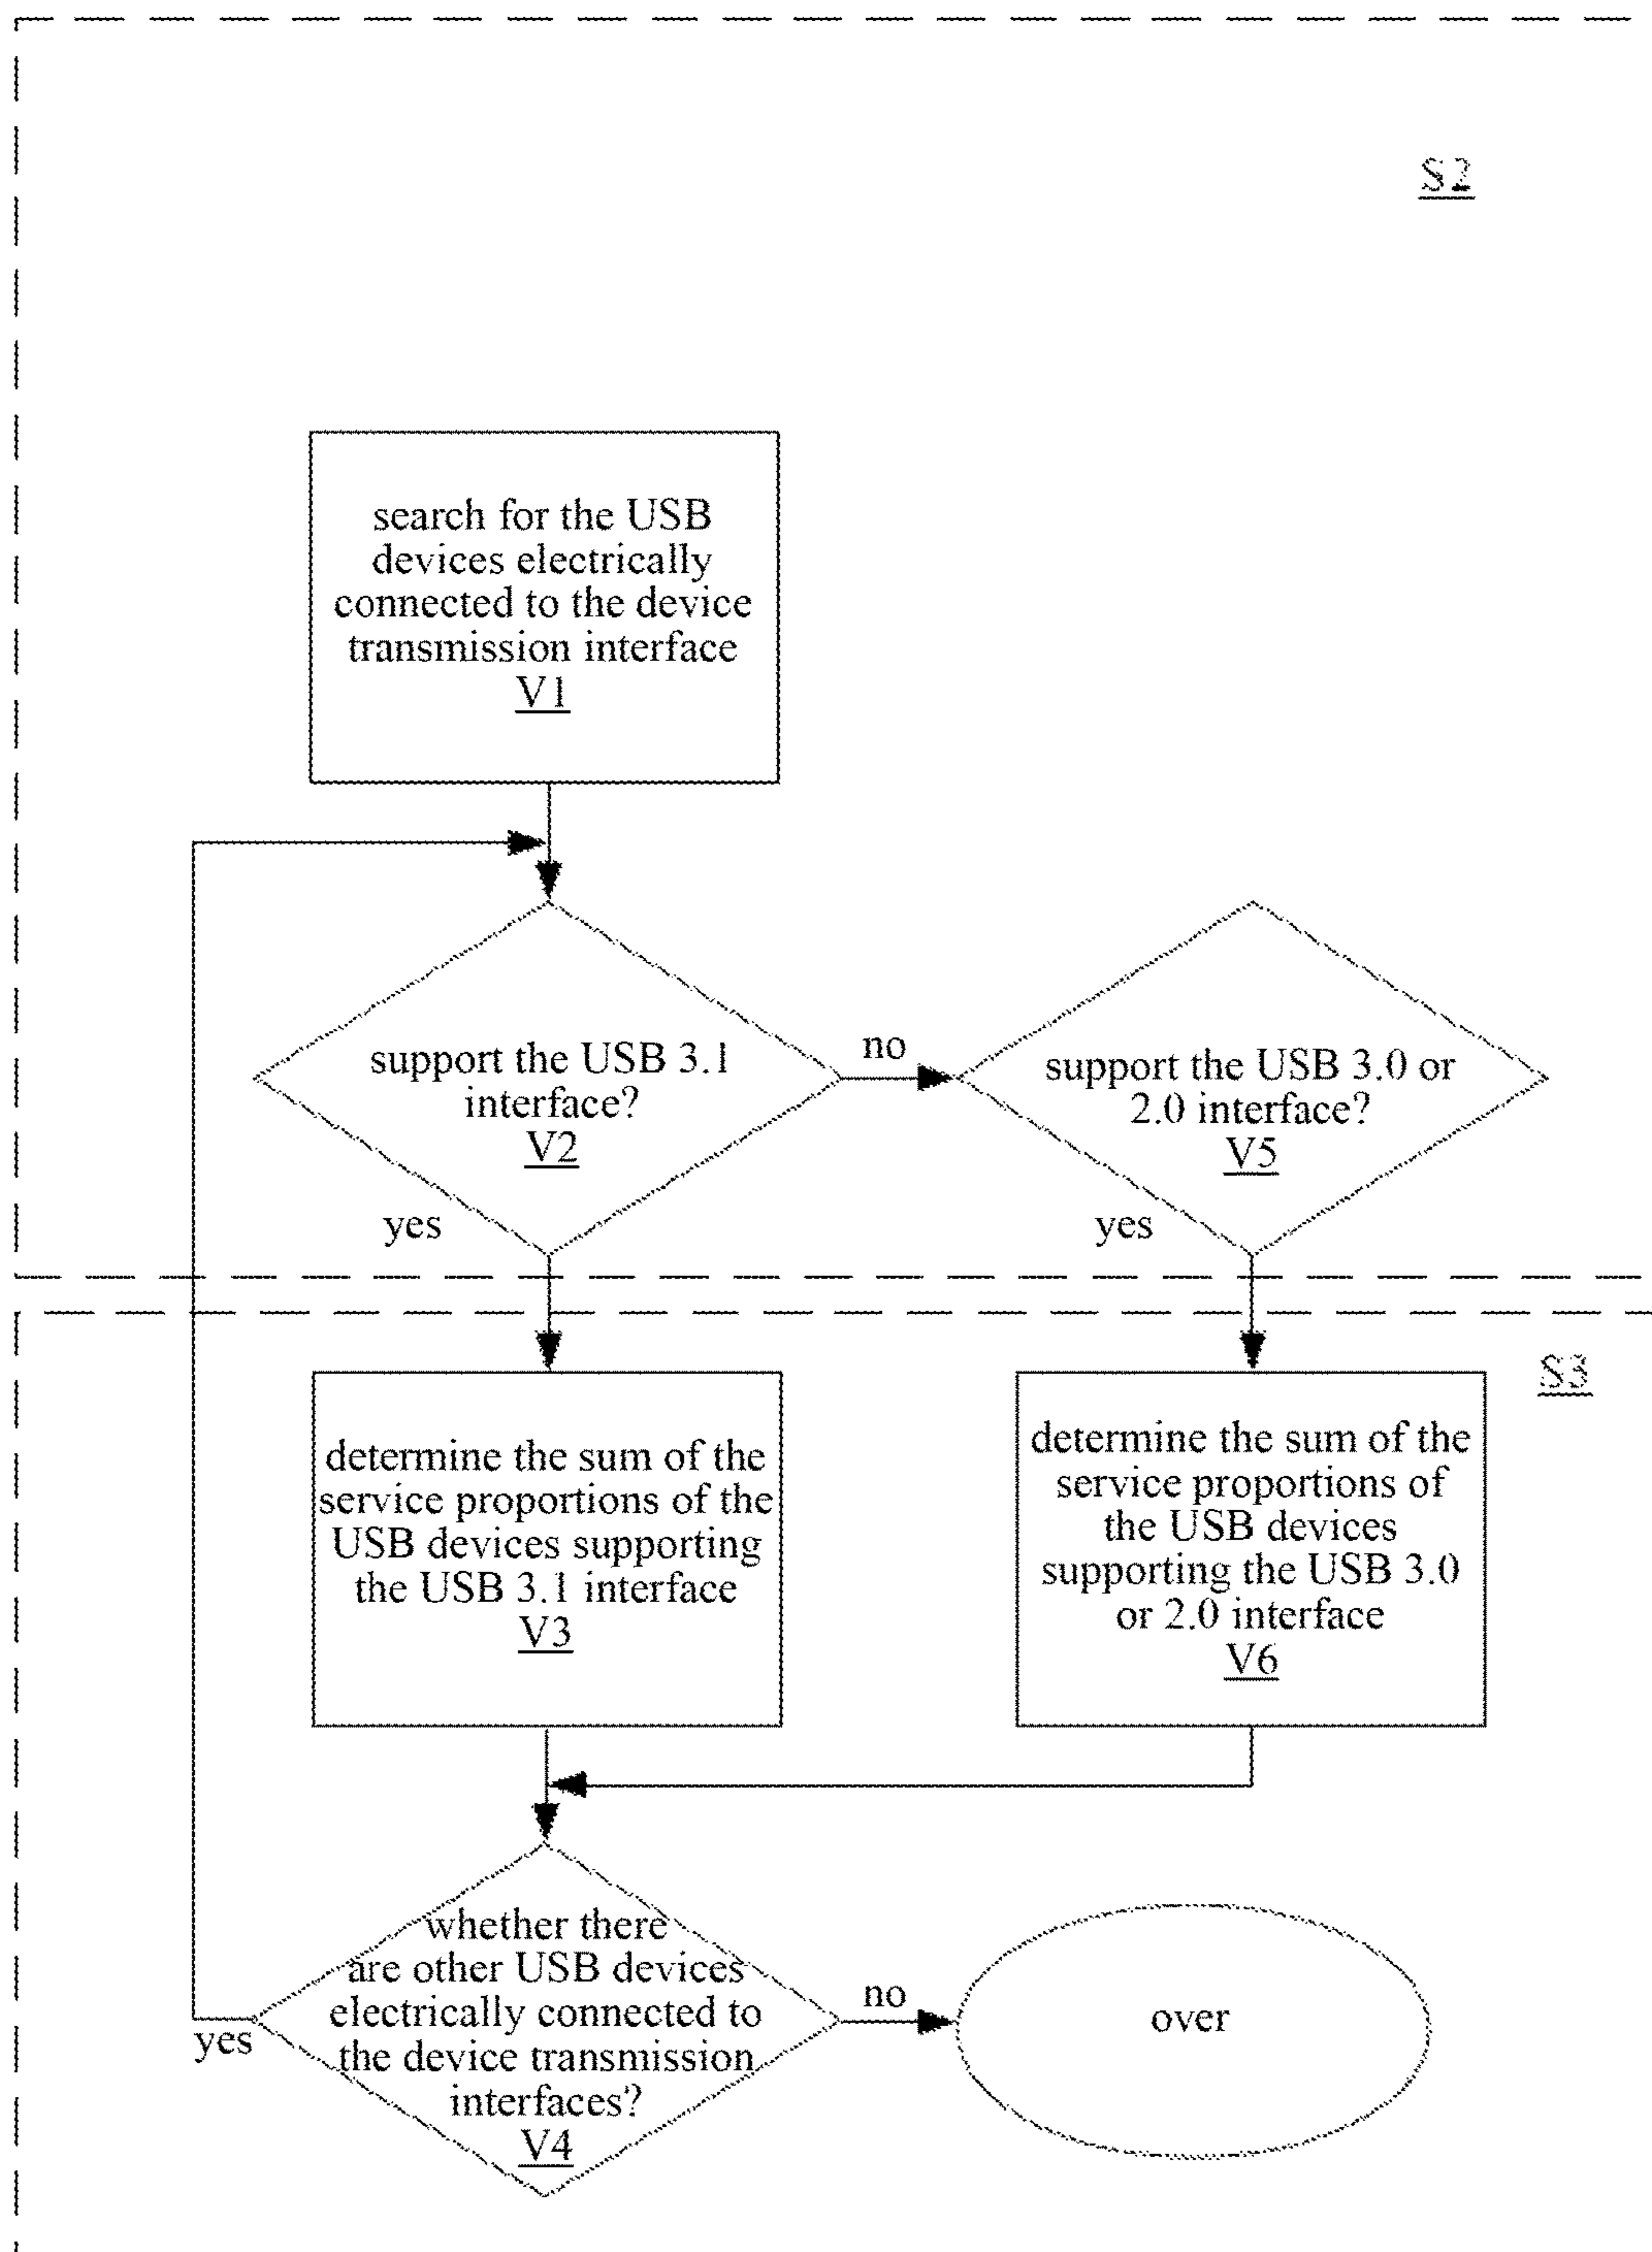 S2
search for the USB
devices electrically
connected to the device
transmission interface
V1
support the USB 3.1
interface?
V2
no
support the USB 3.0 or
2.0 interface?
V5
yes
yes
S3
determine the sum of the
service proportions of the
USB devices supporting
the USB 3.1 interface
V3
determine the sum of the
service proportions of
the USB devices
supporting the USB 3.0
or 2.0 interface
V6
whether there
are other USB devices
electrically connected to
the device transmission
interfaces?
V4
yes
no
over